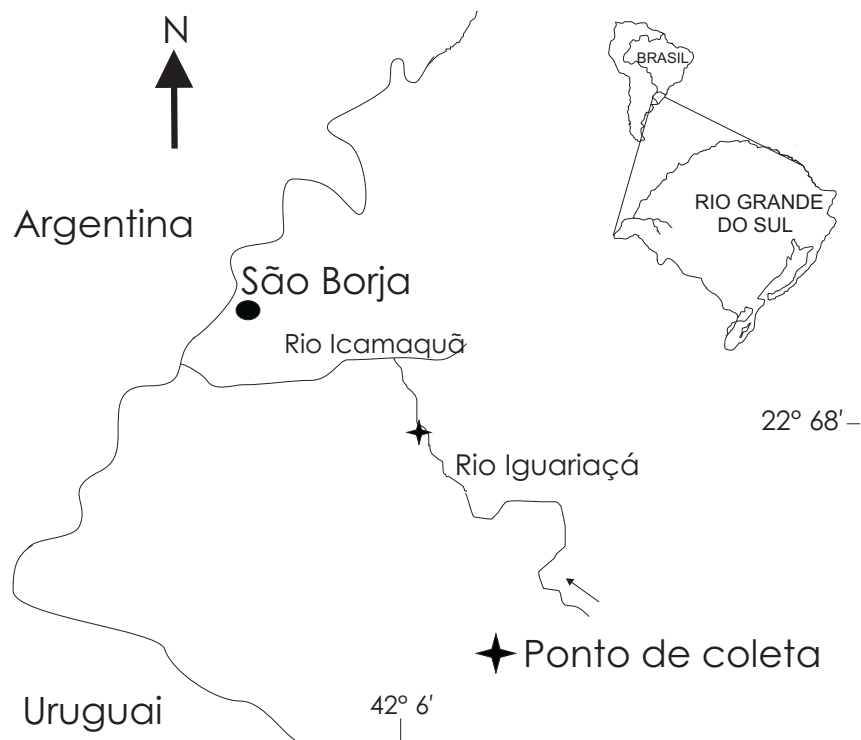 N
BRASIL
RIO GRANDE
DO SUL
Argentina
São Borja
Rio Icamaquã
22° 68'
Rio Iguariaçá
Ponto de coleta
Uruguai
42° 6'